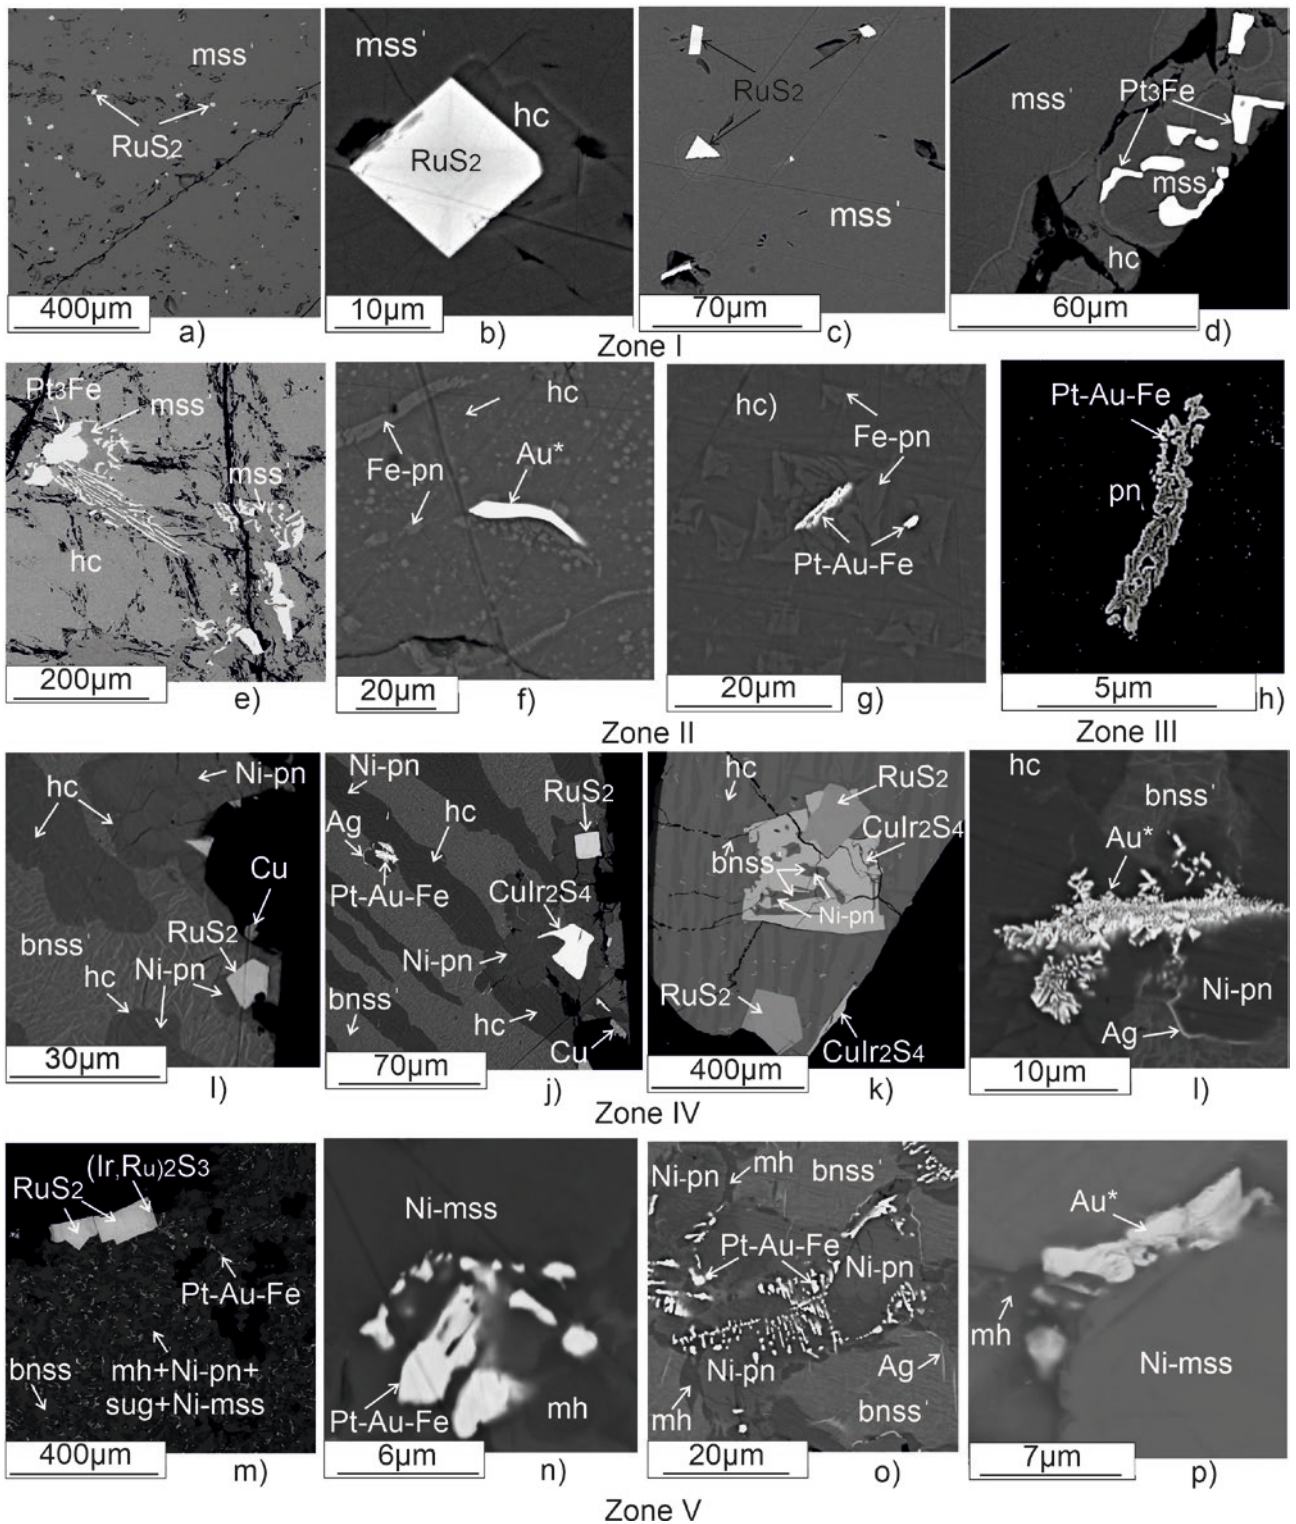 mss'
RuS2
400µm
a)
mss'
hc
RuS2
10µm
b)
RuS2
mss'
70µm
c)
mss'
Pt3Fe
mss'
hc
60µm
d)
Zone I
Pt3Fe
mss'
mss'
hc
200µm
e)
hc
Fe-pn
Au*
20µm
f)
hc)
Fe-pn
Pt-Au-Fe
20µm
g)
Pt-Au-Fe
pn
5µm
h)
Zone II
Zone III
hc
Ni-pn
Cu
RuS2
bnss'
hc
Ni-pn
30µm
I)
Ni-pn
RuS2
Ag
hc
Pt-Au-Fe
CuIr2S4
Ni-pn
bnss'
hc
Cu
70µm
j)
hc
RuS2
CuIr2S4
bnss
Ni-pn
RuS2
CuIr2S4
400µm
k)
hc
bnss'
Au*
Ni-pn
Ag
10µm
l)
Zone IV
(Ir,Ru)2S3
RuS2
Pt-Au-Fe
bnss'
mh+Ni-pn+
sug+Ni-mss
400µm
m)
Ni-mss
Pt-Au-Fe
mh
6µm
n)
Ni-pn
mh
bnss'
Pt-Au-Fe
Ni-pn
Ni-pn
Ag
mh
bnss'
20µm
o)
Au*
mh
Ni-mss
7µm
p)
Zone V